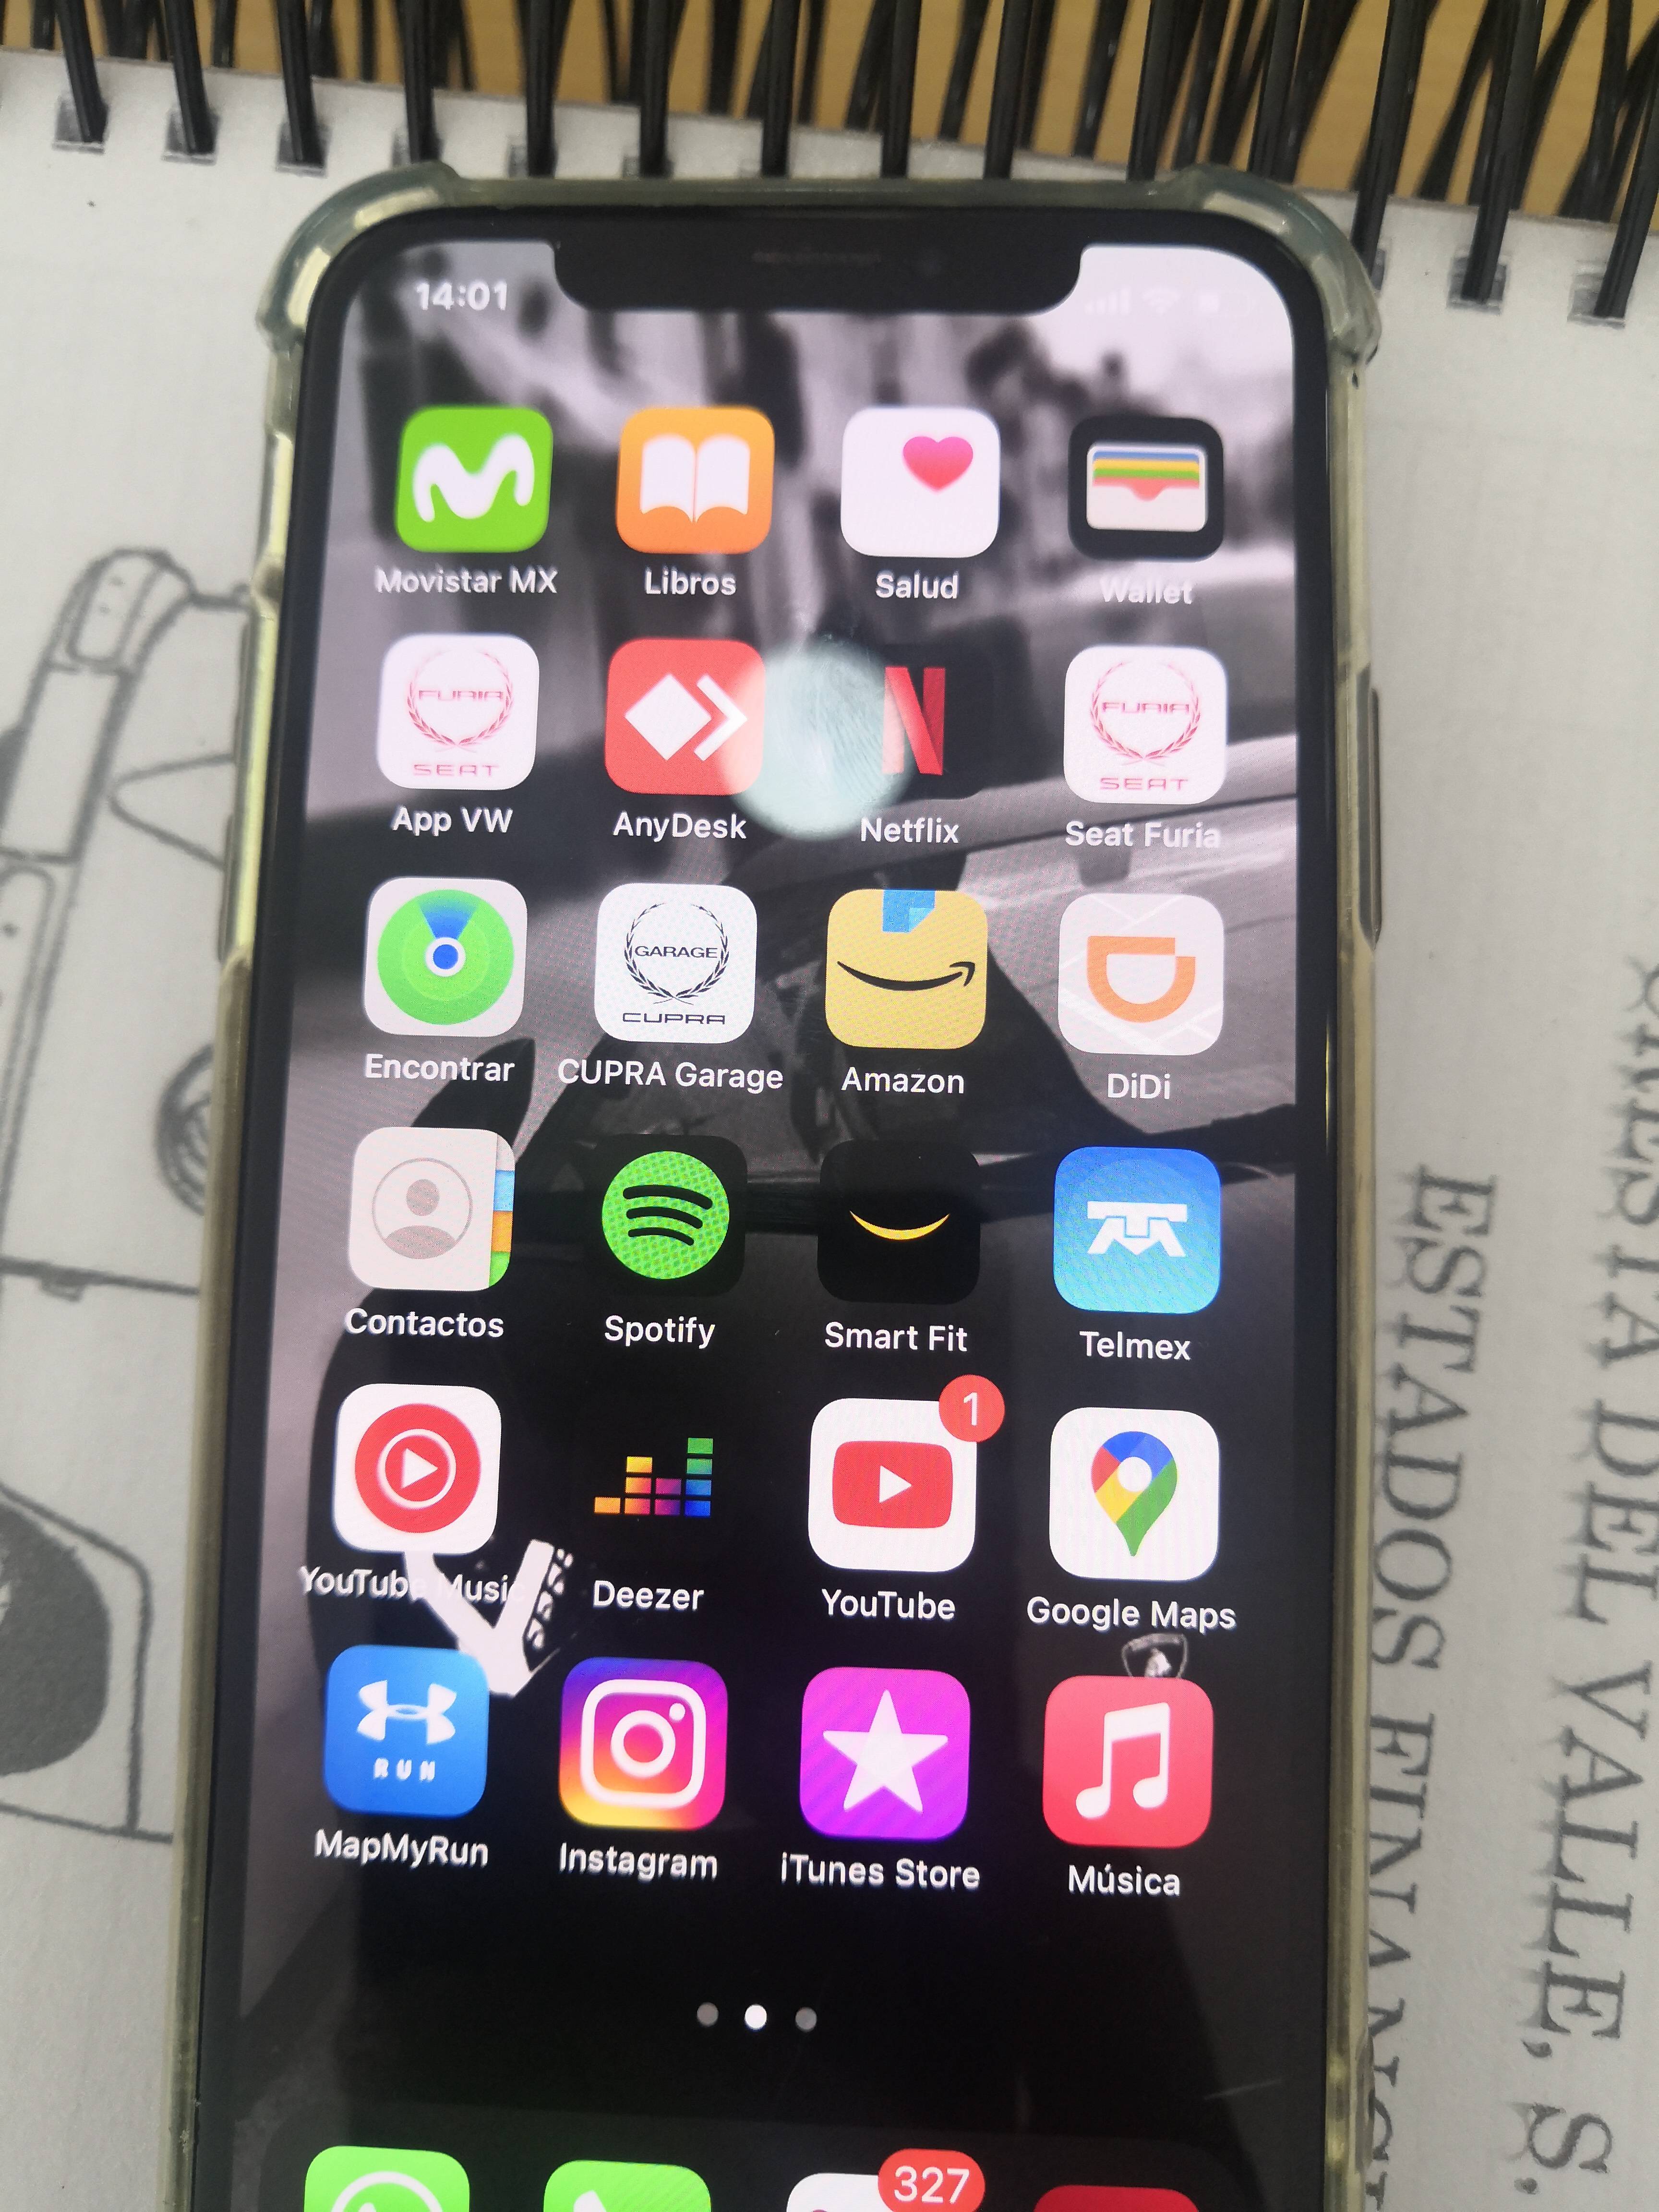 14:01
Movistar MX
Libros
Salud
Wallet
FURIA
SEAT
App VW
AnyDesk
N
Netflix
FURIA
SEAT
Seat Furia
Encontrar
GARAGE
CUPRA
CUPRA Garage
Amazon
DiDi
Contactos
Spotify
Smart Fit
Telmex
YouTube Music
Deezer
1
YouTube
Google Maps
RUN
MapMyRun
Instagram
iTunes Store
Música
327
DEL VALLE, S.
ESTADOS